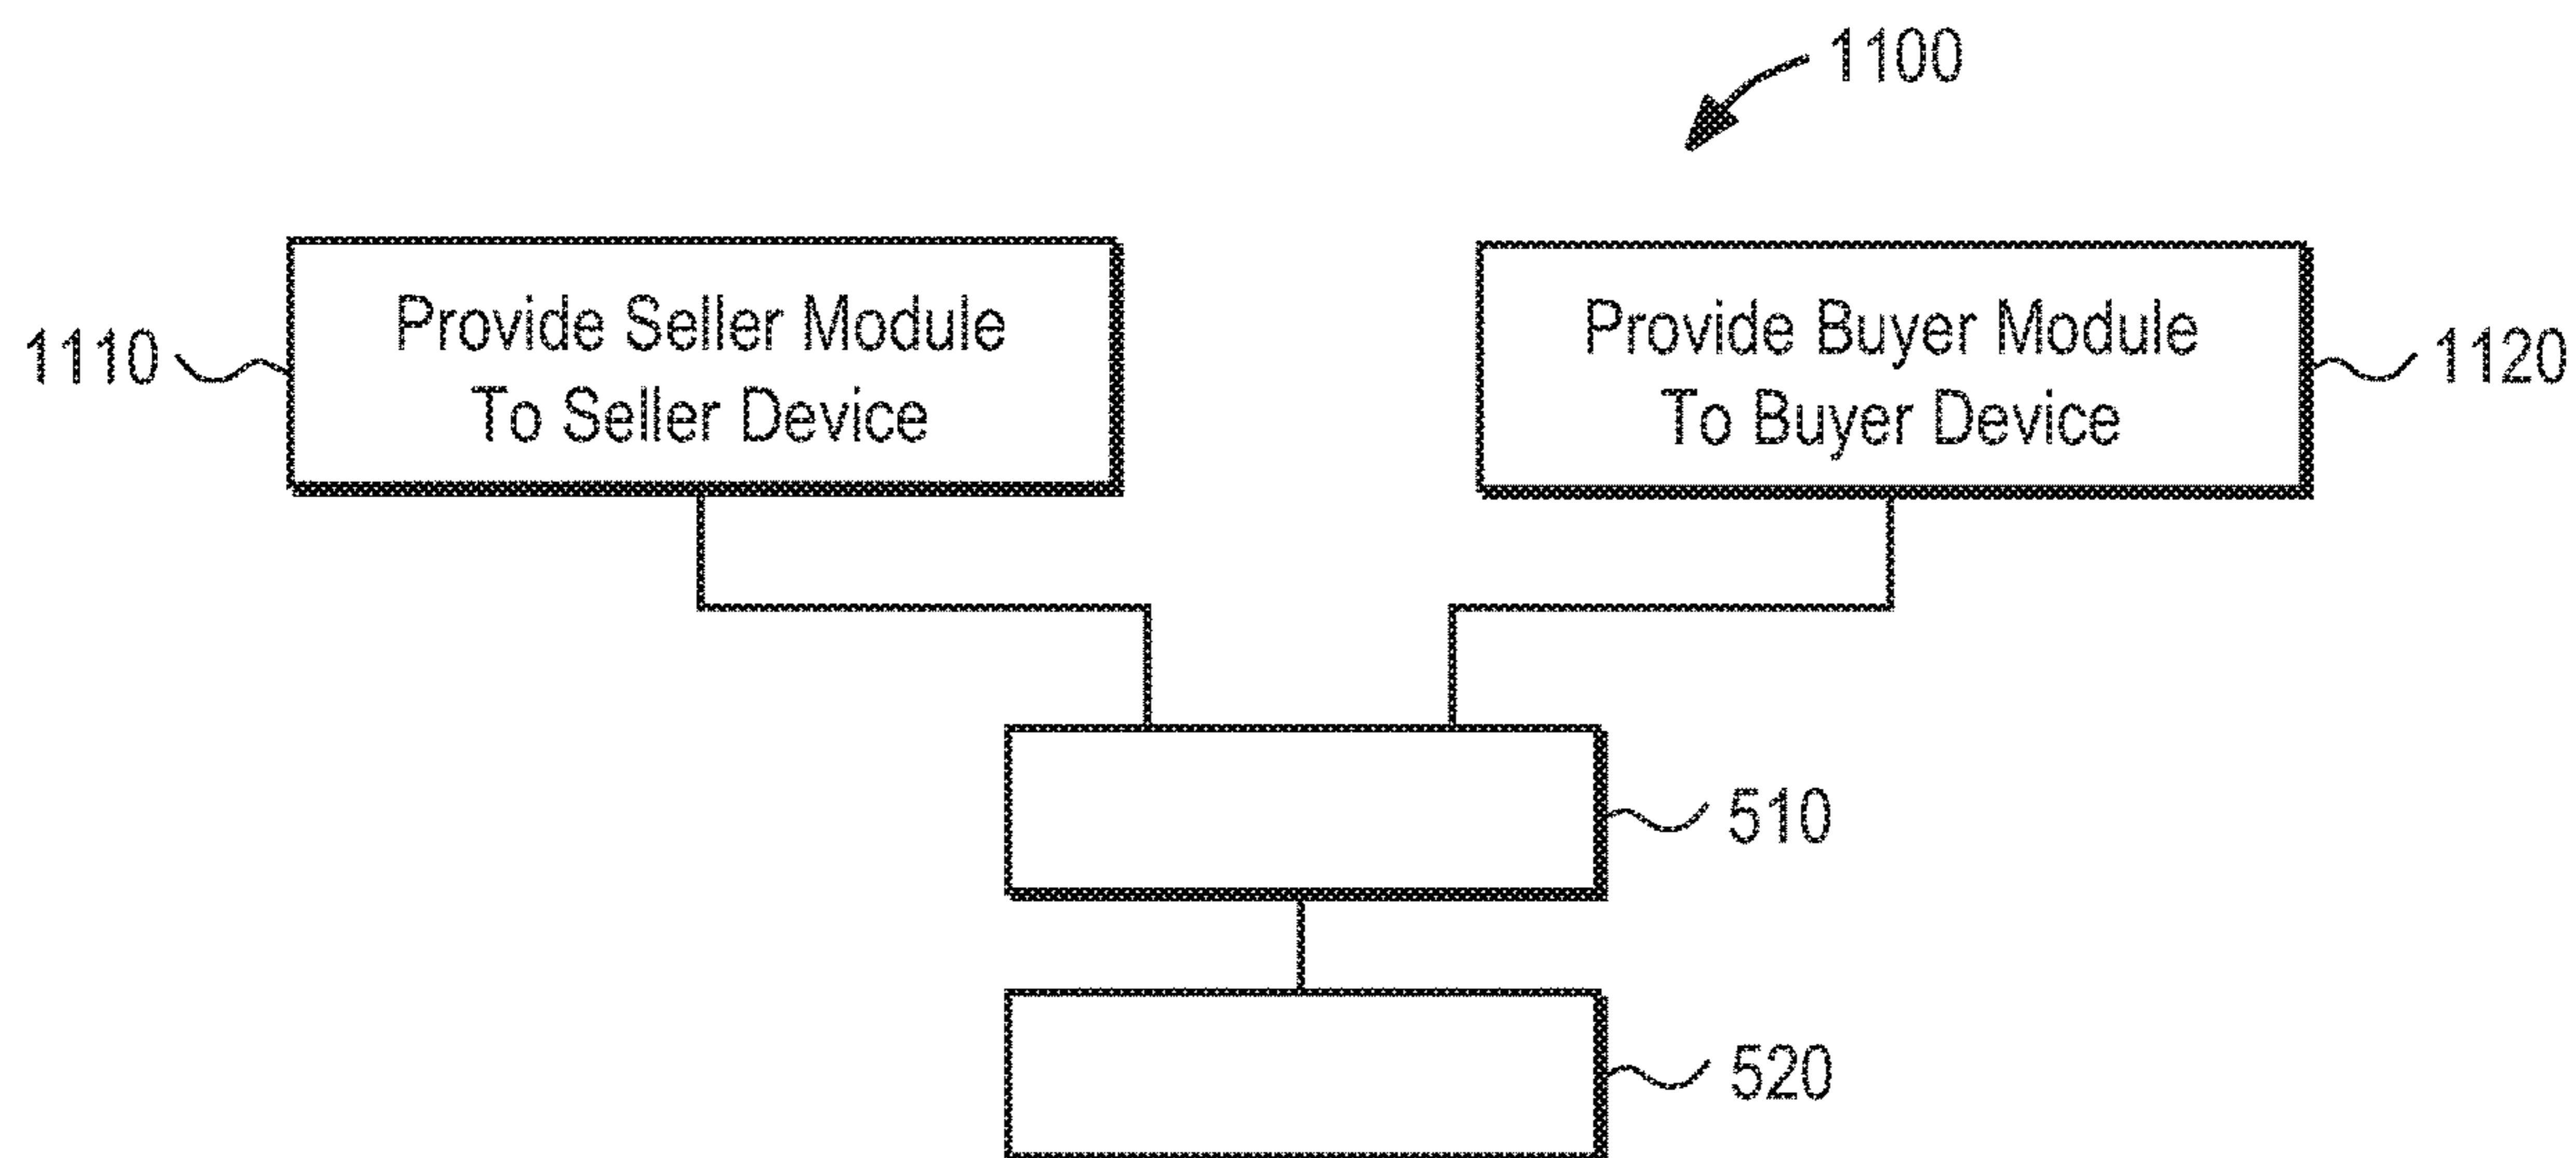 1100
Provide Seller Module
To Seller Device
1110
Provide Buyer Module
To Buyer Device
1120
510
520